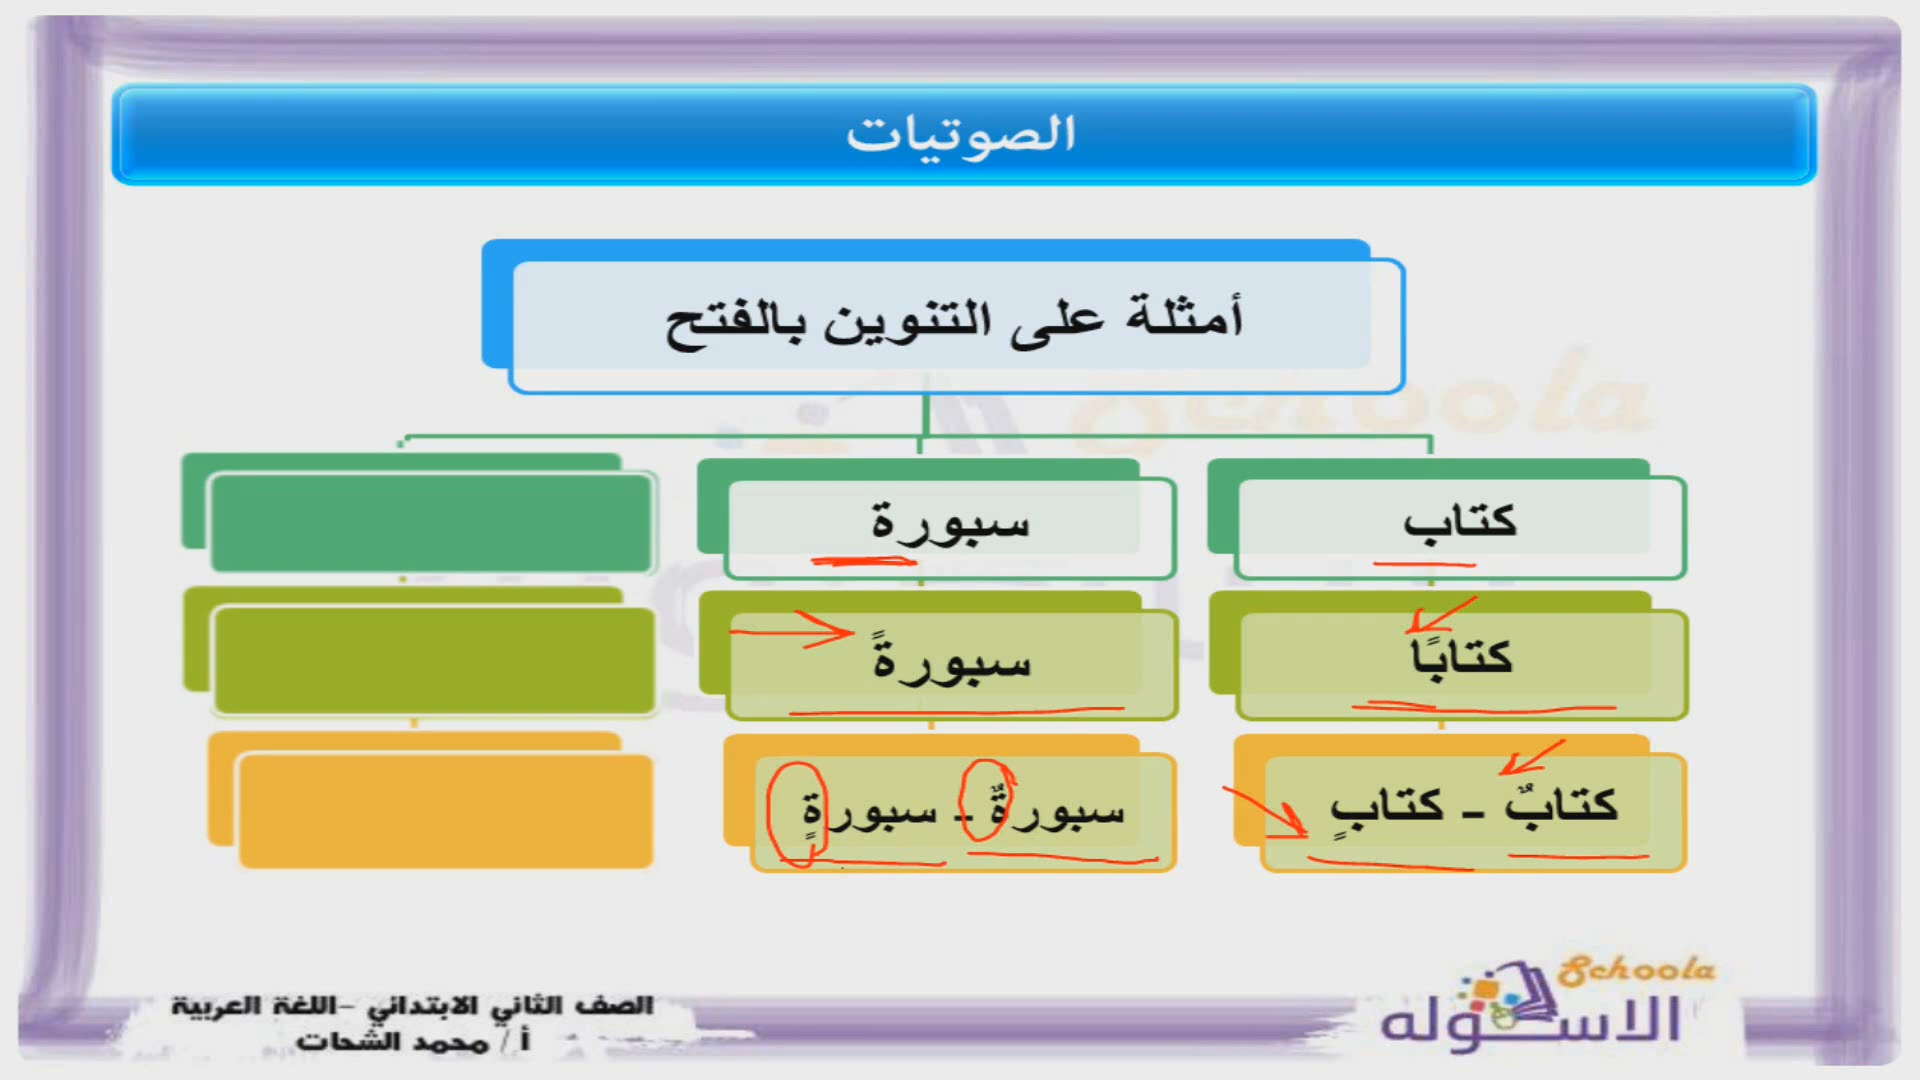 الصوتيات
أمثلة على التنوين بالفتح
كتاب
سبورة
كتابًا
سبورةً
كتابٌ - كتابٍ
سبورةٌ - سبورةٍ
الصف الثاني الابتدائي - اللغة العربية
أ / محمد الشحات
Schoola
الاسكوله